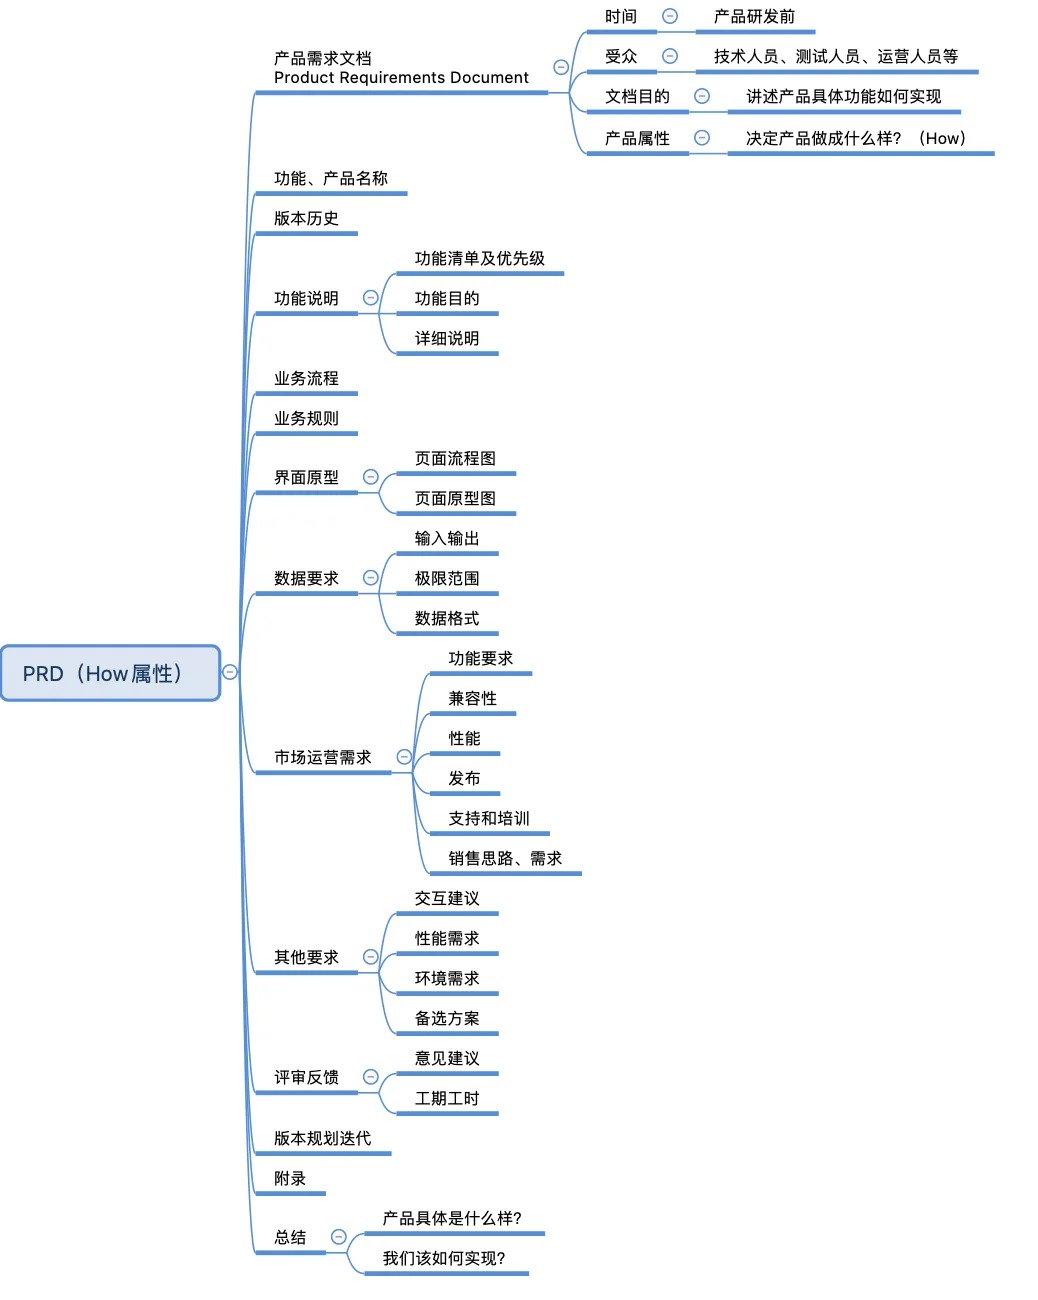 PRD（How属性）
产品需求文档
Product Requirements Document
时间
产品研发前
受众
技术人员、测试人员、运营人员等
文档目的
讲述产品具体功能如何实现
产品属性
决定产品做成什么样？（How）
功能、产品名称
版本历史
功能说明
功能清单及优先级
功能目的
详细说明
业务流程
业务规则
界面原型
页面流程图
页面原型图
数据要求
输入输出
极限范围
数据格式
市场运营需求
功能要求
兼容性
性能
发布
支持和培训
销售思路、需求
其他要求
交互建议
性能需求
环境需求
备选方案
评审反馈
意见建议
工期工时
版本规划迭代
附录
总结
产品具体是什么样?
我们该如何实现?